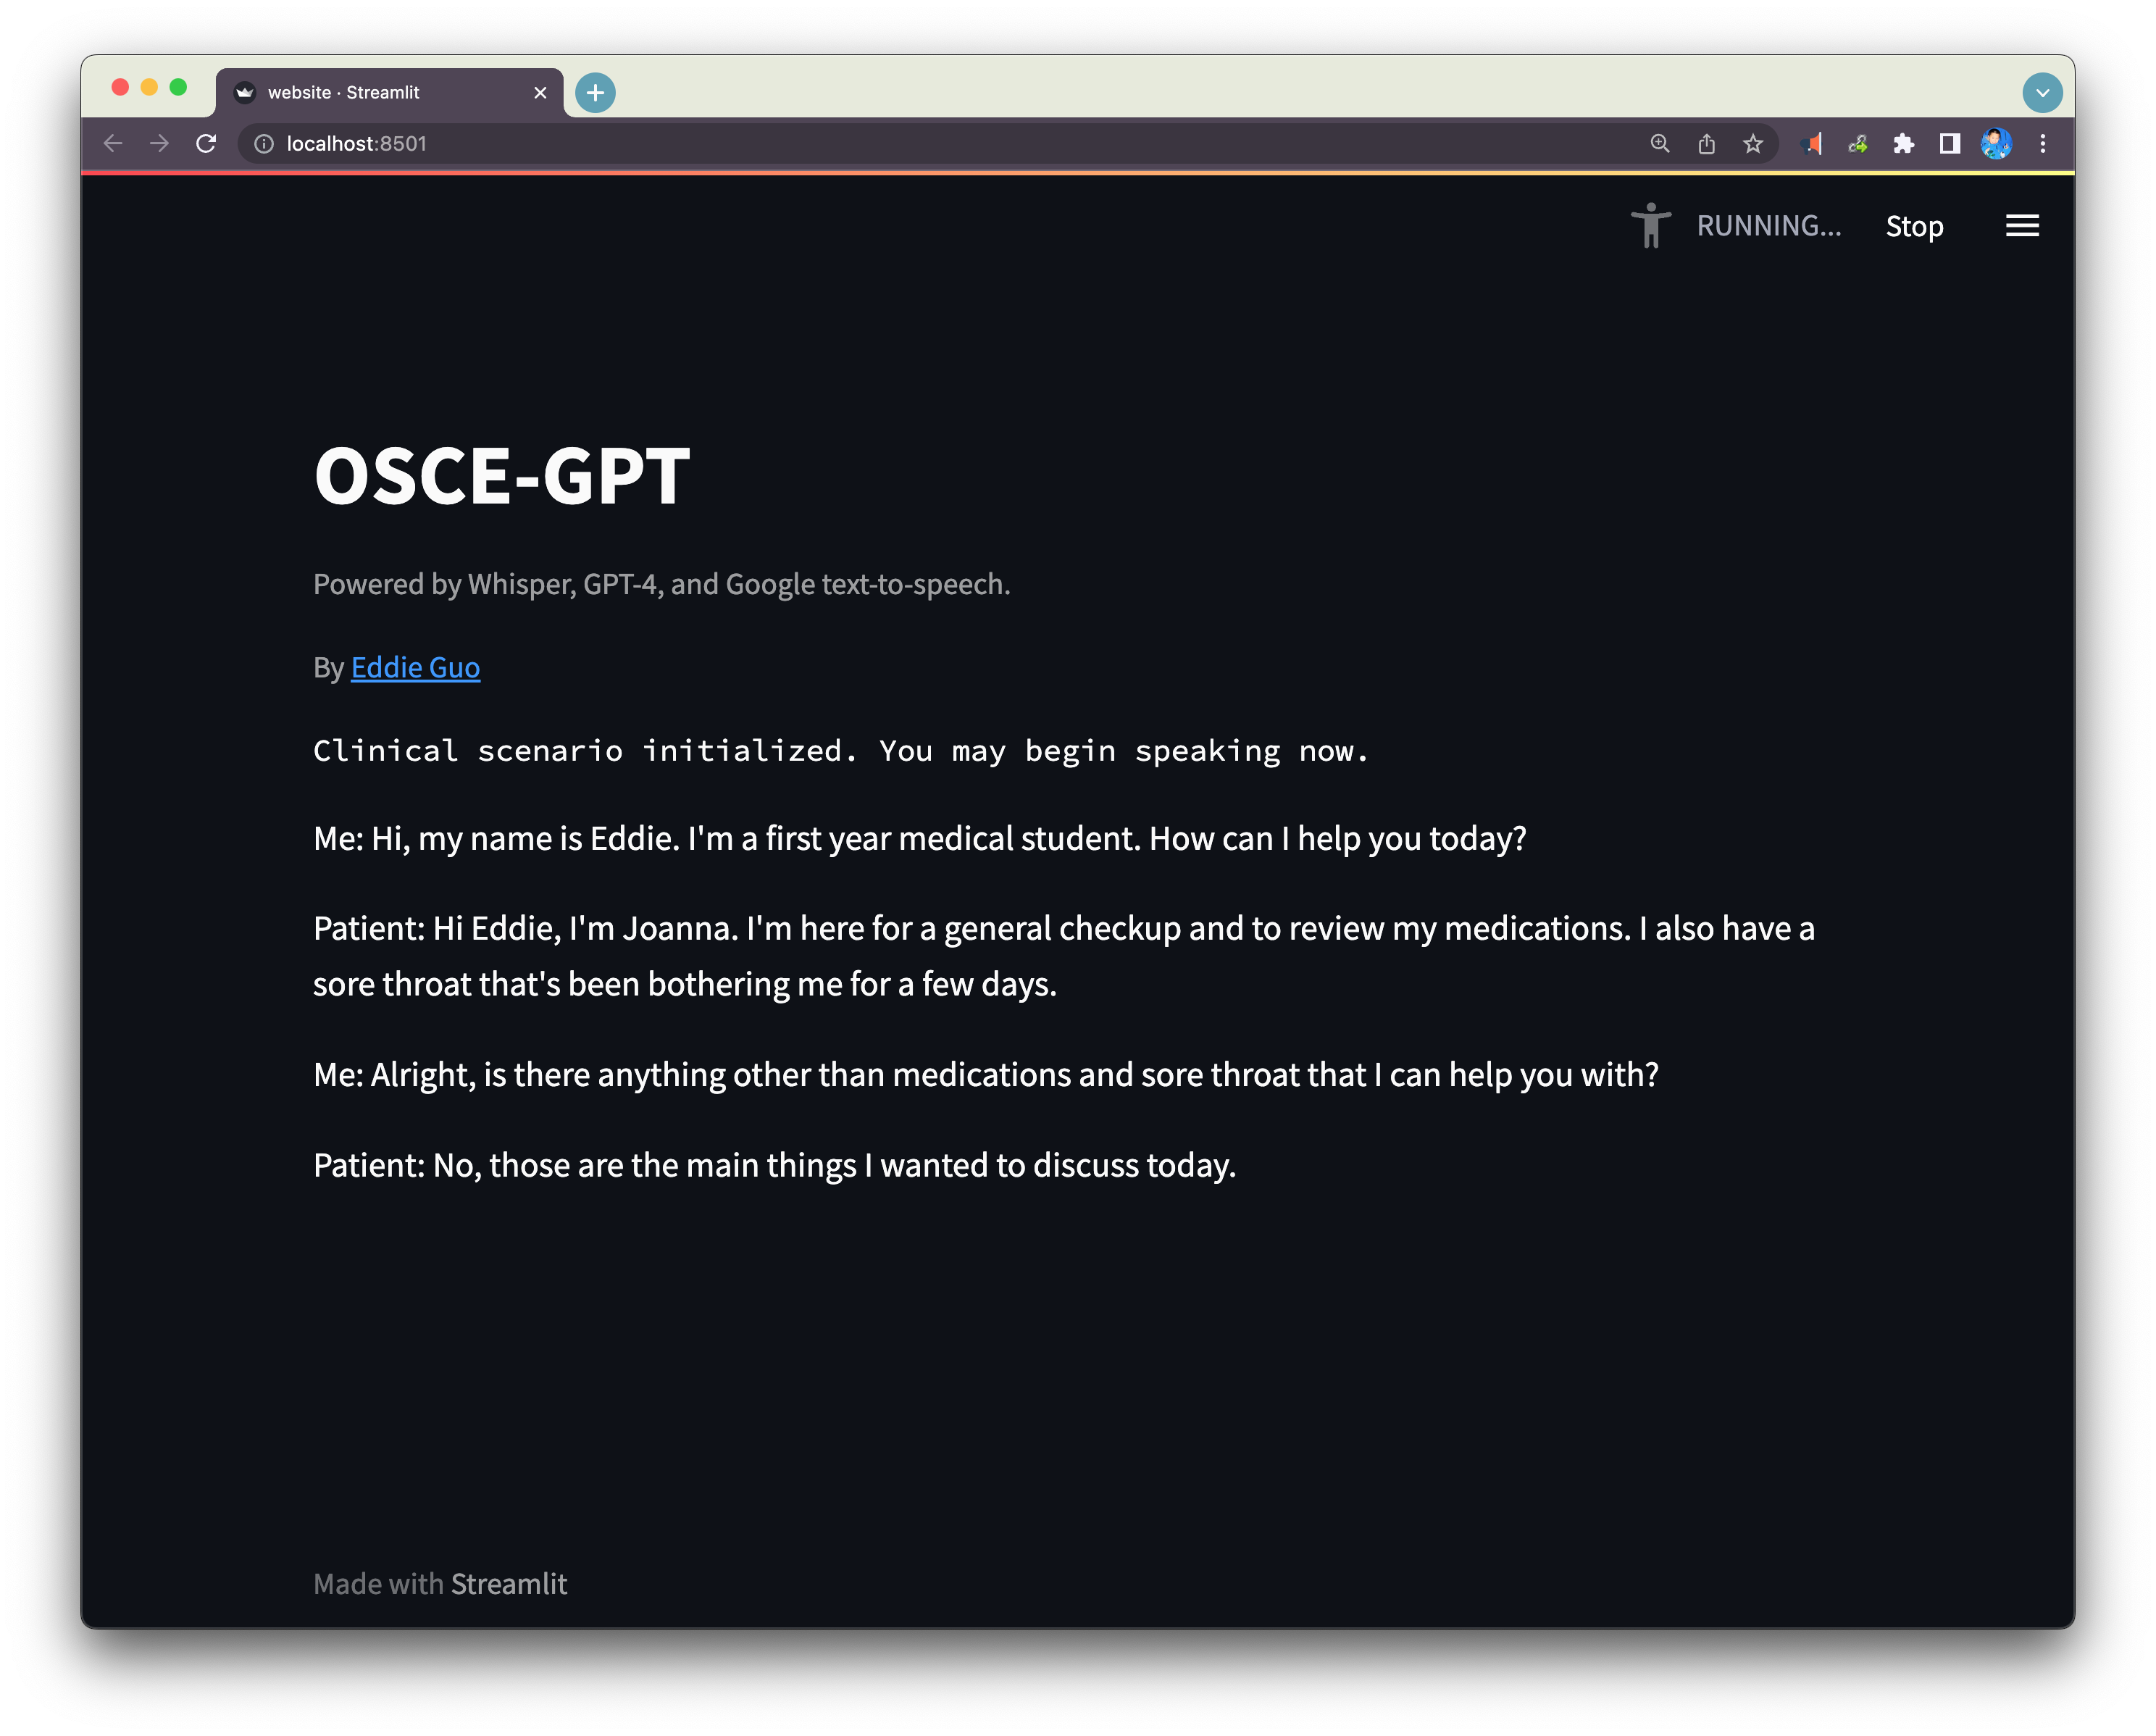 website · Streamlit
localhost:8501
RUNNING...
Stop
OSCE-GPT
Powered by Whisper, GPT-4, and Google text-to-speech.
By Eddie Guo
Clinical scenario initialized. You may begin speaking now.
Me: Hi, my name is Eddie. I'm a first year medical student. How can I help you today?
Patient: Hi Eddie, I'm Joanna. I'm here for a general checkup and to review my medications. I also have a
sore throat that's been bothering me for a few days.
Me: Alright, is there anything other than medications and sore throat that I can help you with?
Patient: No, those are the main things I wanted to discuss today.
Made with Streamlit